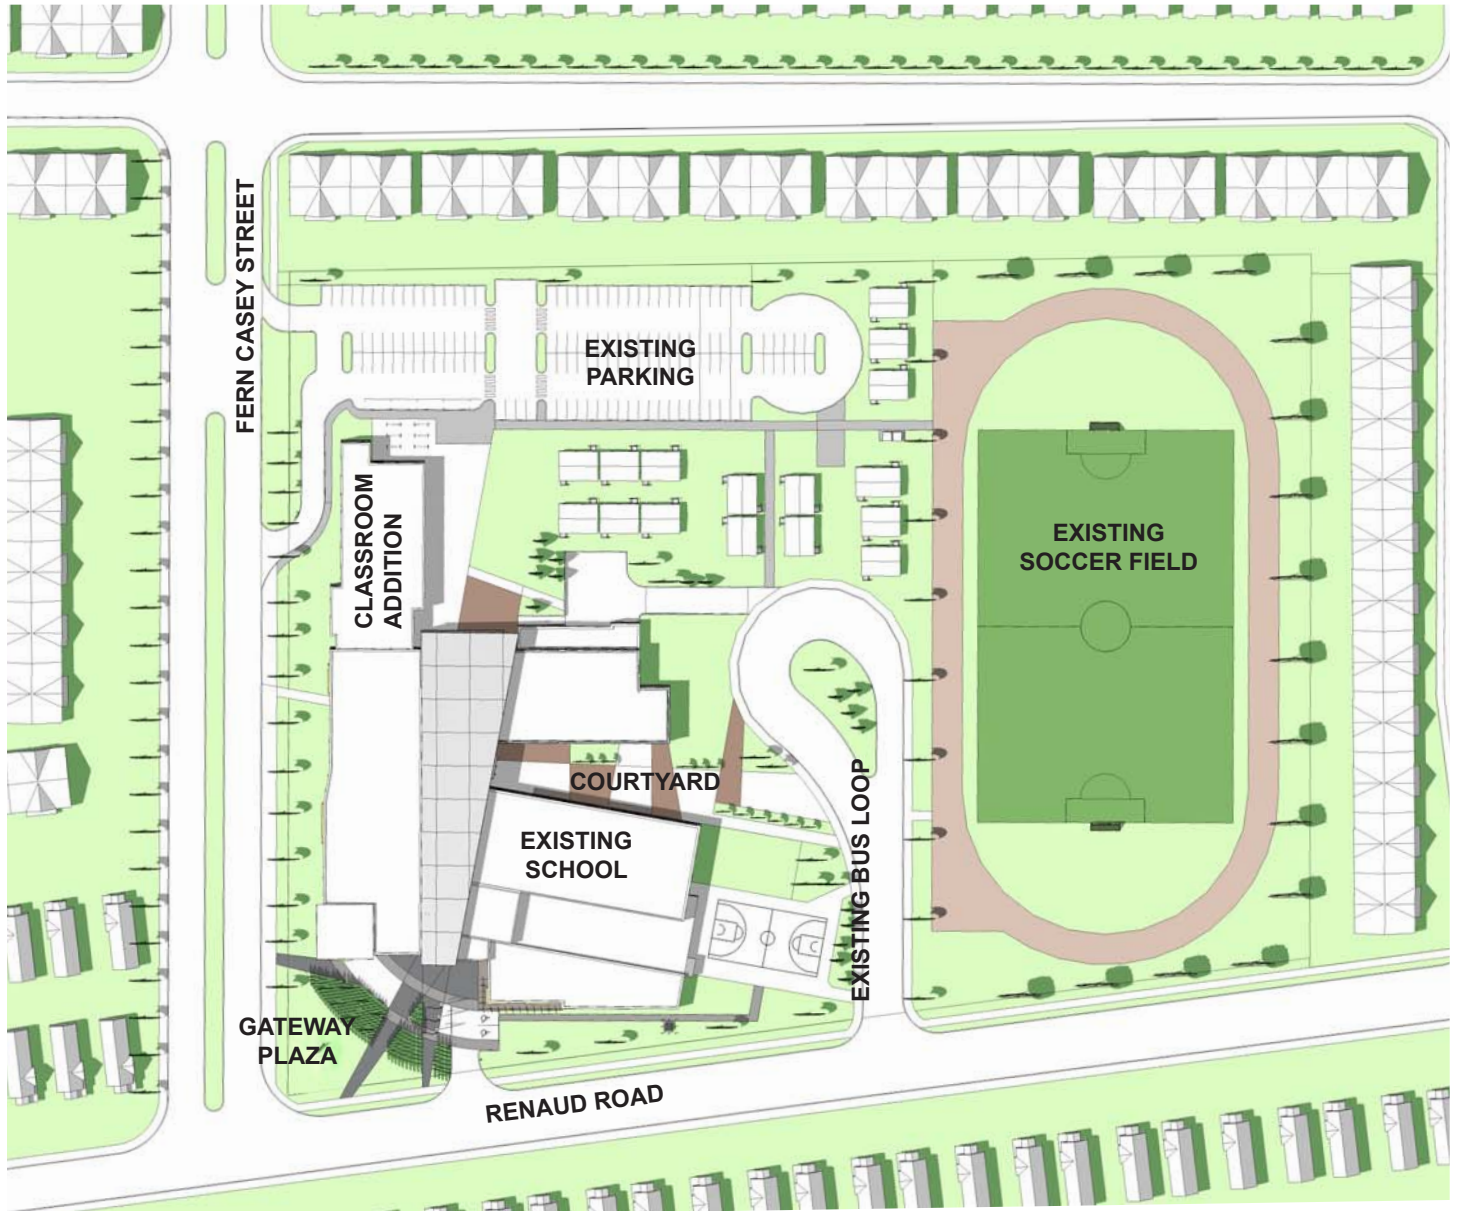 FERN CASEY STREET
EXISTING
PARKING
CLASSROOM
ADDITION
EXISTING
SOCCER FIELD
COURTYARD
EXISTING
SCHOOL
EXISTING BUS LOOP
GATEWAY
PLAZA
RENAUD ROAD